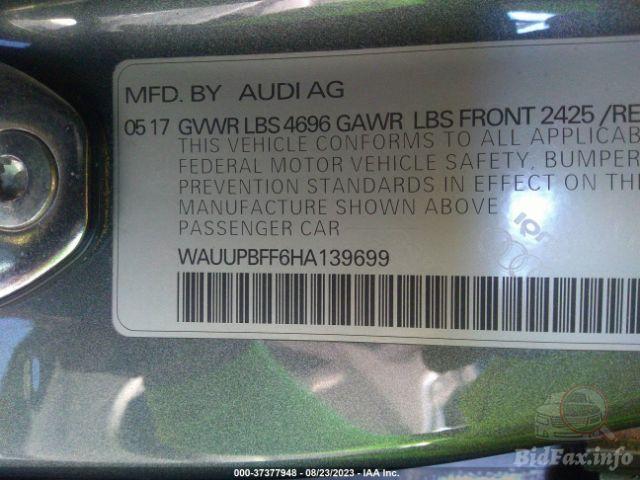 MFD. BY AUDI AG
05 17 GVWR LBS 4696 GAWR LBS FRONT 2425 /RE
THIS VEHICLE CONFORMS TO ALL APPLICAB
FEDERAL MOTOR VEHICLE SAFETY, BUMPER
PREVENTION STANDARDS IN EFFECT ON THE
MANUFACTURE SHOWN ABOVE
PASSENGER CAR
WAUUPBFF6HA139699
000-37377948 - 08/23/2023 - IAA Inc.
BidFax.info